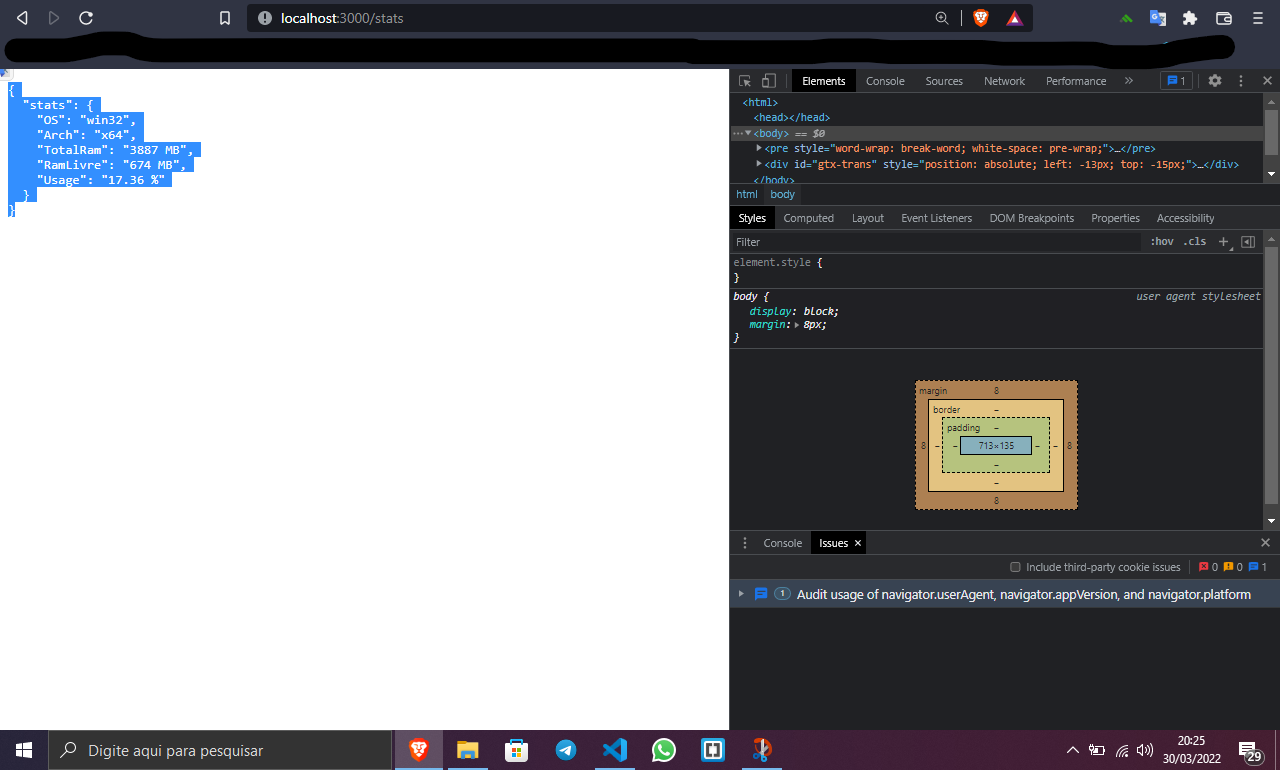 localhost:3000/stats
{
"stats": {
"OS": "win32",
"Arch": "x64",
"TotalRam": "3887 MB",
"RamLivre": "674 MB",
"Usage": "17.36 %"
}
}
Elements Console Sources Network Performance » 1
<html>
<head></head>
<body> == $0
<pre style="word-wrap: break-word; white-space: pre-wrap;">…</pre>
<div id="gtx-trans" style="position: absolute; left: -13px; top: -15px;">…</div>
</body>
html body
Styles Computed Layout Event Listeners DOM Breakpoints Properties Accessibility
Filter :hov .cls +
element.style {
}
body { user agent stylesheet
display: block;
margin: 8px;
}
margin 8
border –
padding –
8 – – 713×135 – – 8
–
–
8
Console Issues ×
Include third-party cookie issues 0 0 1
1 Audit usage of navigator.userAgent, navigator.appVersion, and navigator.platform
Digite aqui para pesquisar
20:25
30/03/2022
29